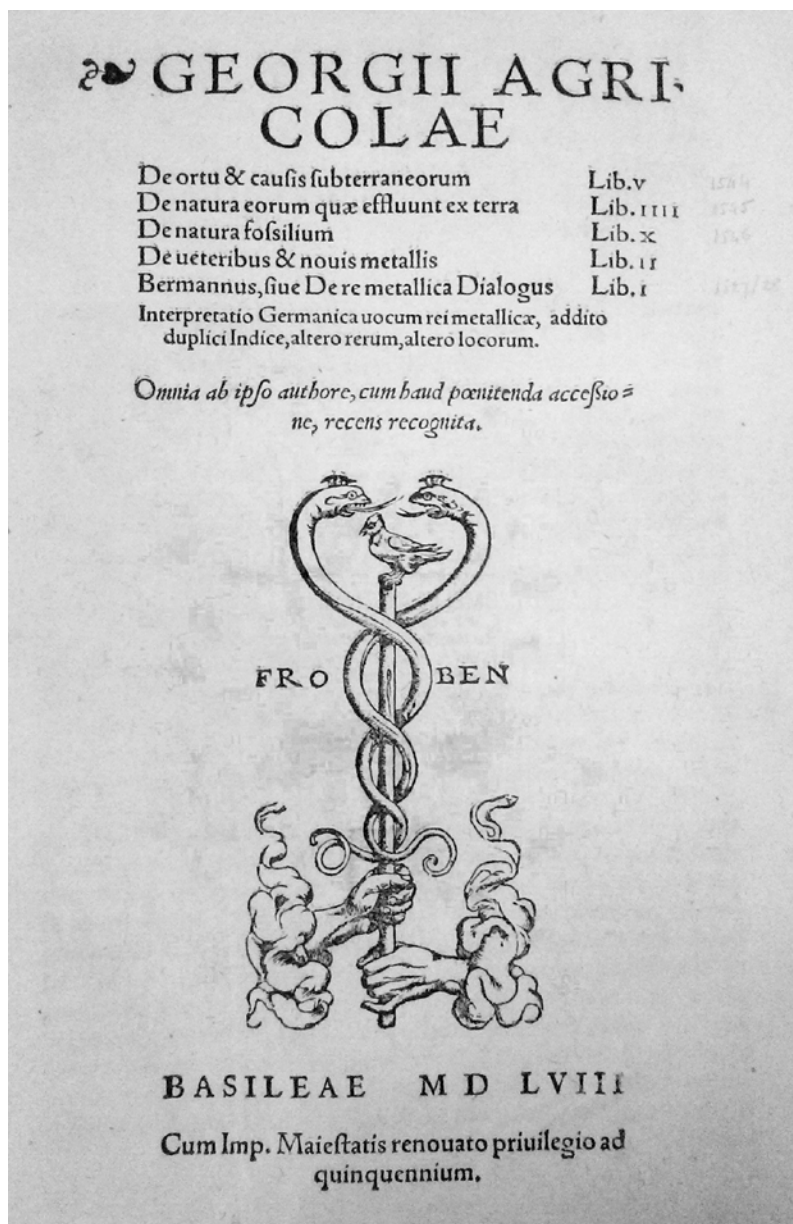 GEORGII AGRI-
COLAE
De ortu & cauſis ſubterraneorum Lib.v
De natura eorum quæ effluunt ex terra Lib.IIII
De natura foſsilium Lib.x
De ueteribus & nouis metallis Lib.II
Bermannus, ſiue De re metallica Dialogus Lib.I
Interpretatio Germanica uocum rei metallicæ, addito
duplici Indice, altero rerum, altero locorum.
Omnia ab ipſo authore, cum haud pœnitenda acceſsio=
ne, recens recognita.
FRO BEN
BASILEAE M D LVIII
Cum Imp. Maieſtatis renouato priuilegio ad
quinquennium.